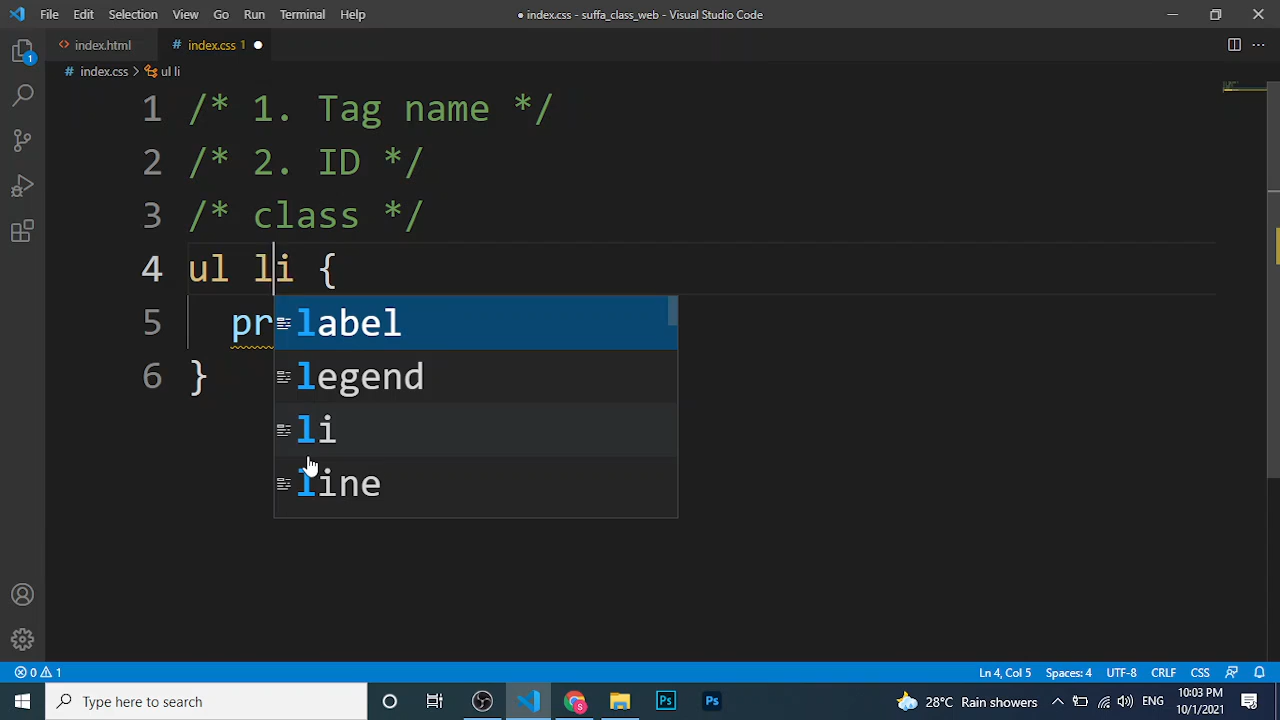 File Edit Selection View Go Run Terminal Help
● index.css - suffa_class_web - Visual Studio Code
index.html
# index.css 1 ●
# index.css > ul li
1 /* 1. Tag name */
2 /* 2. ID */
3 /* class */
4 ul li {
5 pr
label
legend
li
line
6 }
0 1
Ln 4, Col 5 Spaces: 4 UTF-8 CRLF CSS
Type here to search
Ps
Ps
28°C Rain showers
ENG
10:03 PM
10/1/2021
1
S